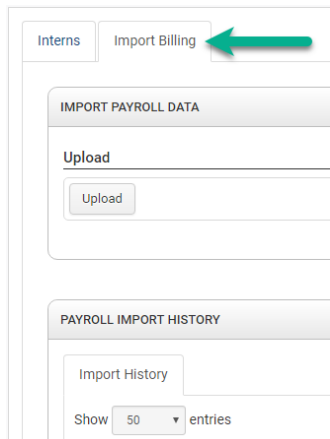 Interns Import Billing
IMPORT PAYROLL DATA
Upload
Upload
PAYROLL IMPORT HISTORY
Import History
Show 50 entries